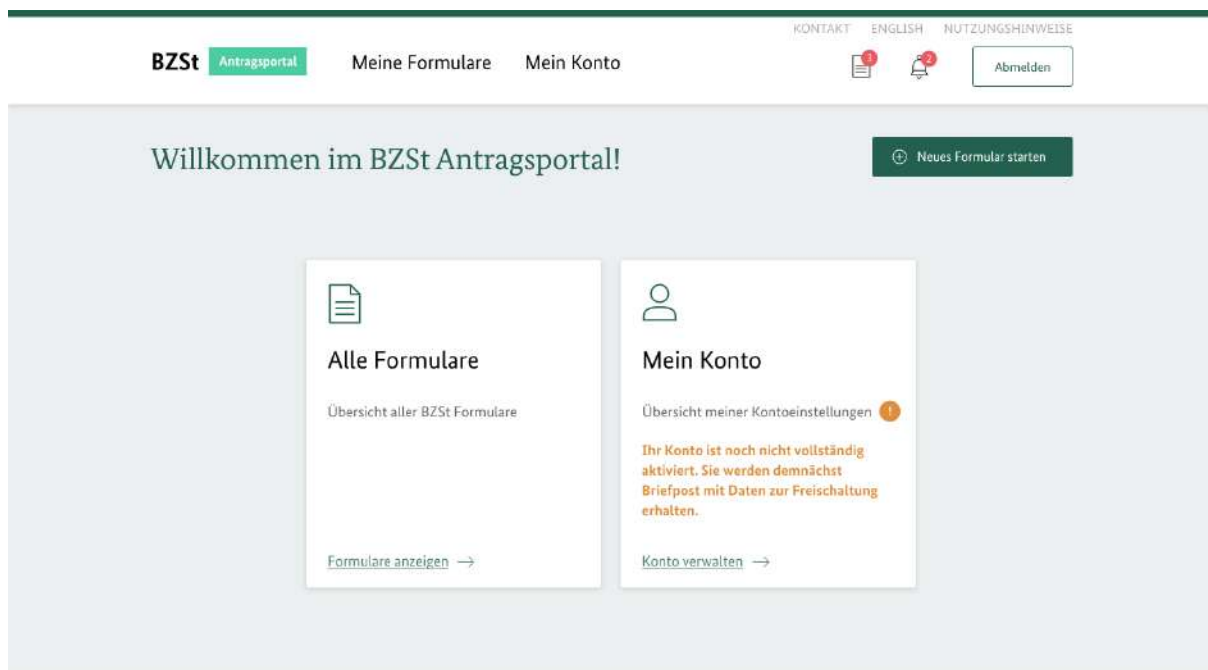 KONTAKT ENGLISH NUTZUNGSHINWEISE
BZSt Antragsportal Meine Formulare Mein Konto 1 2 Abmelden
Willkommen im BZSt Antragsportal! Neues Formular starten
Alle Formulare
Übersicht aller BZSt Formulare
Formulare anzeigen →
Mein Konto
Übersicht meiner Kontoeinstellungen !
Ihr Konto ist noch nicht vollständig
aktiviert. Sie werden demnächst
Briefpost mit Daten zur Freischaltung
erhalten.
Konto verwalten →